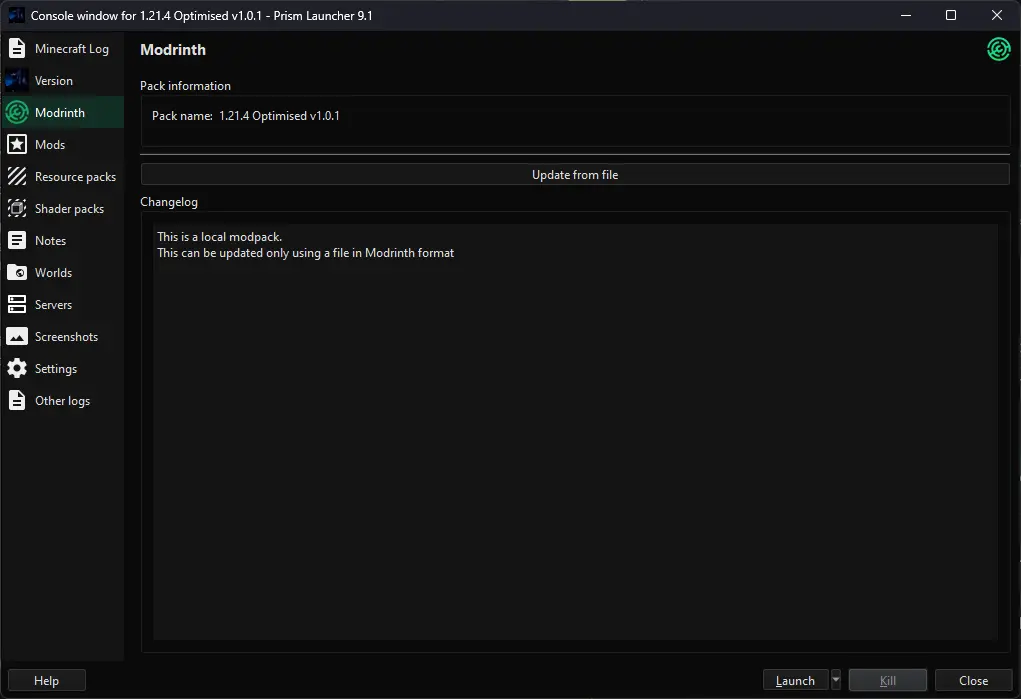 Console window for 1.21.4 Optimised v1.0.1 - Prism Launcher 9.1
Minecraft Log
Version
Modrinth
Mods
Resource packs
Shader packs
Notes
Worlds
Servers
Screenshots
Settings
Other logs
Modrinth
Pack information
Pack name: 1.21.4 Optimised v1.0.1
Update from file
Changelog
This is a local modpack.
This can be updated only using a file in Modrinth format
Help
Launch
Kill
Close